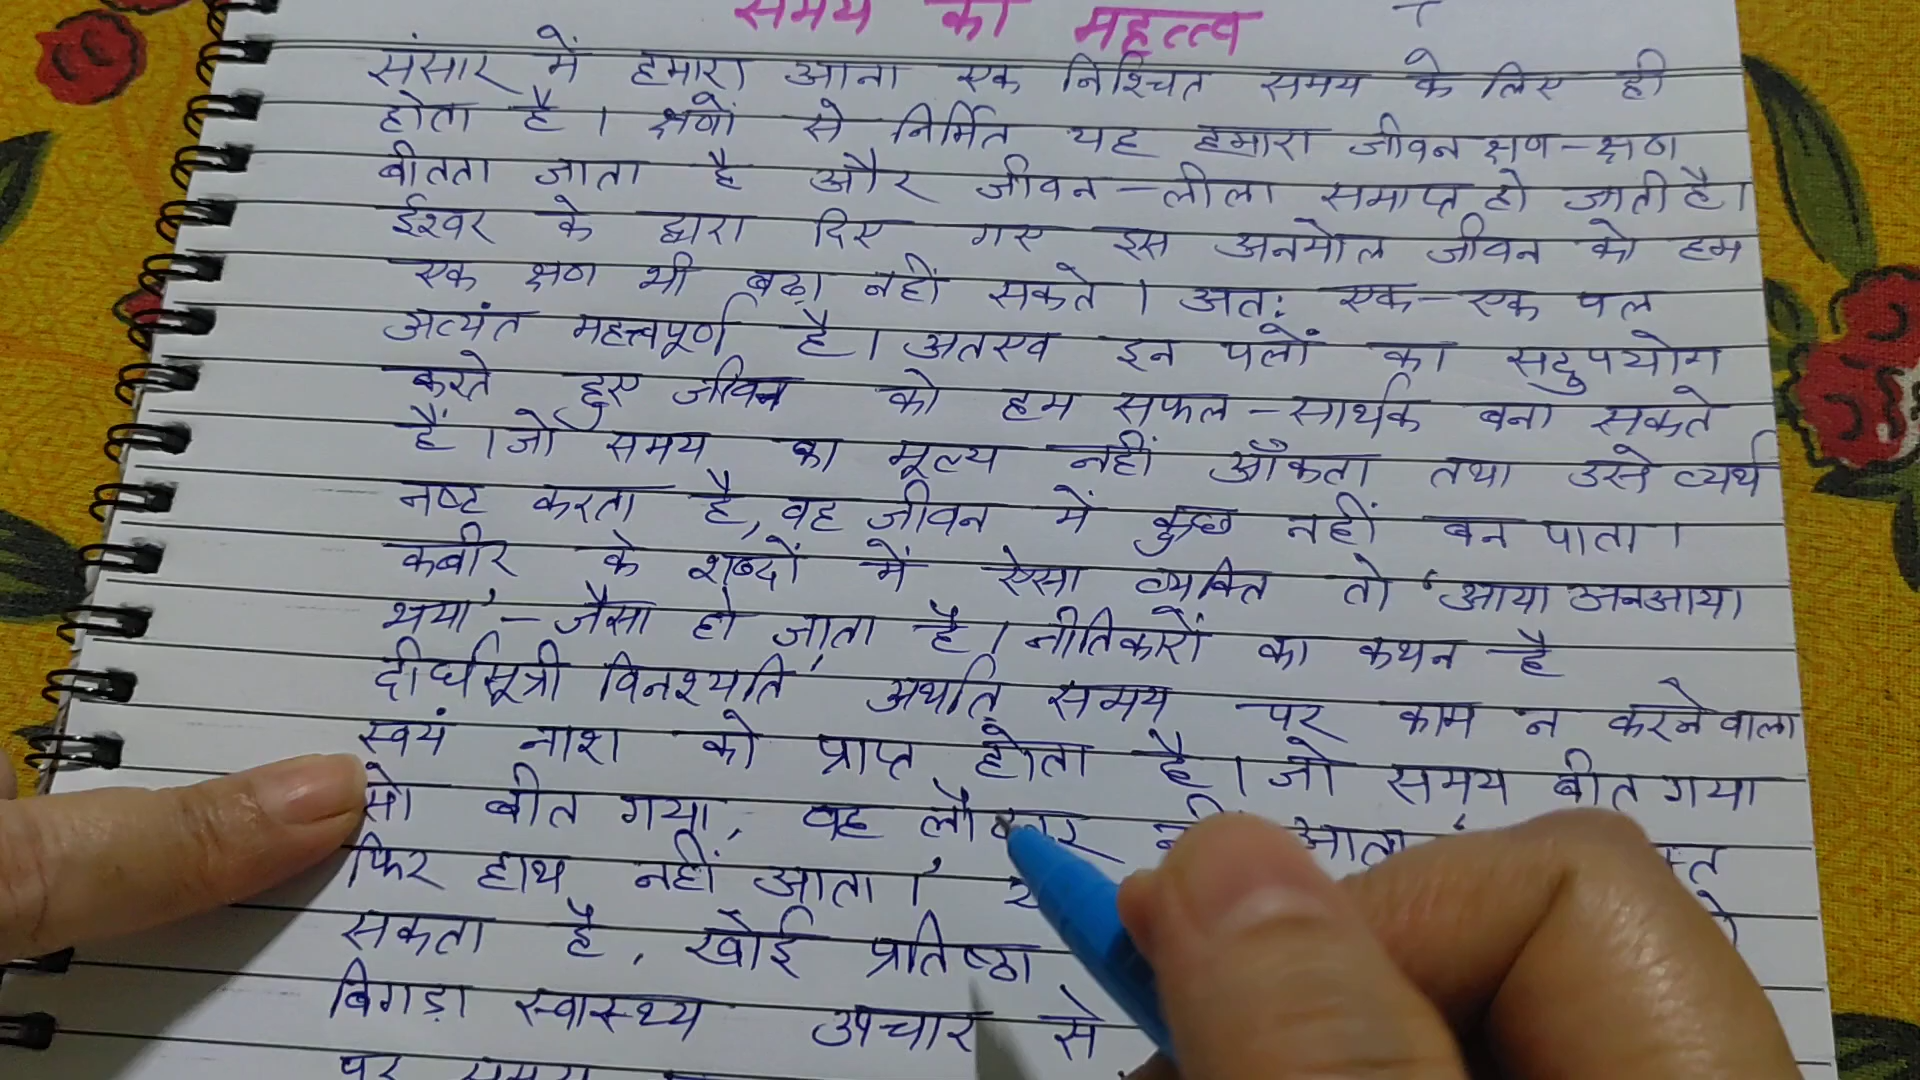 समय का महत्त्व
संसार में हमारा आना एक निश्चित समय के लिए ही
होता है । क्षणों से निर्मित यह हमारा जीवन क्षण-क्षण
बीतता जाता है और जीवन-लीला समाप्त हो जाती है।
ईश्वर के द्वारा दिए गए इस अनमोल जीवन को हम
एक क्षण भी बढ़ा नहीं सकते । अत: एक-एक पल
अत्यंत महत्त्वपूर्ण है । अतएव इन पलों का सदुपयोग
करते हुए जीवन को हम सफल-सार्थक बना सकते
हैं । जो समय का मूल्य नहीं आँकता तथा उसे व्यर्थ
नष्ट करता है, वह जीवन में कुछ नहीं बन पाता ।
कबीर के शब्दों में ऐसा व्यक्ति तो 'आया अनआया
भया' - जैसा हो जाता है । नीतिकारों का कथन है
दीर्घसूत्री विनश्यति' अर्थात् समय पर काम न करनेवाला
स्वयं नाश को प्राप्त होता है । जो समय बीत गया
सो बीत गया, वह लौटकर आता
फिर हाथ नहीं आता ।'
सकता है, खोई प्रतिष्ठा
बिगड़ा स्वास्थ्य उपचार से
पर समय